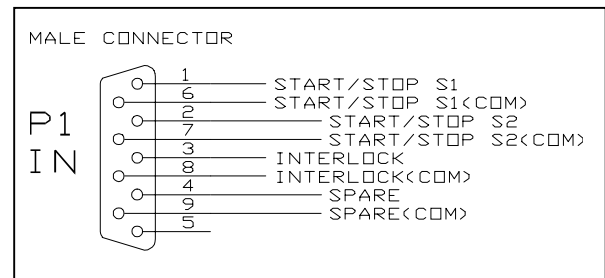 MALE CONNECTOR
P1
IN
1 START/STOP S1
6 START/STOP S1(COM)
2 START/STOP S2
7 START/STOP S2(COM)
3 INTERLOCK
8 INTERLOCK(COM)
4 SPARE
9 SPARE(COM)
5